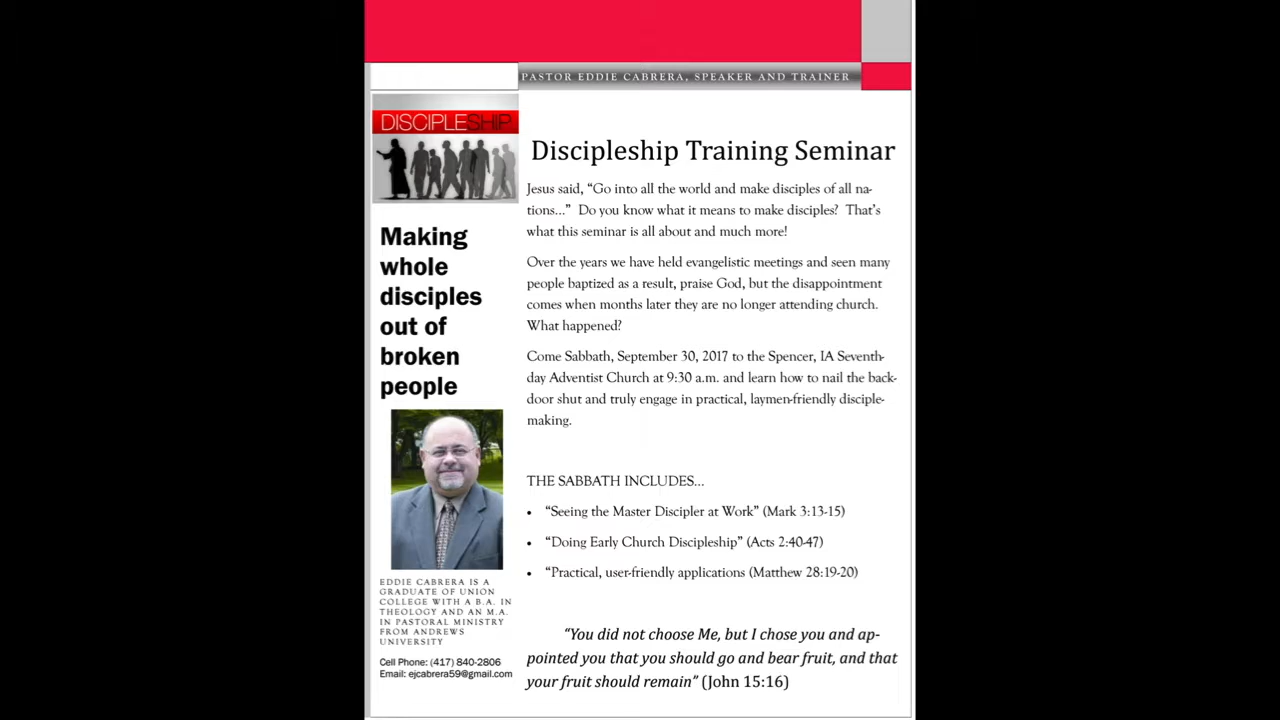 PASTOR EDDIE CABRERA, SPEAKER AND TRAINER
DISCIPLESHIP
Making
whole
disciples
out of
broken
people
EDDIE CABRERA IS A
GRADUATE OF UNION
COLLEGE WITH A B.A. IN
THEOLOGY AND AN M.A.
IN PASTORAL MINISTRY
FROM ANDREWS
UNIVERSITY
Cell Phone: (417) 840-2806
Email: ejcabrera59@gmail.com
Discipleship Training Seminar
Jesus said, “Go into all the world and make disciples of all na-
tions…”  Do you know what it means to make disciples?  That’s
what this seminar is all about and much more!
Over the years we have held evangelistic meetings and seen many
people baptized as a result, praise God, but the disappointment
comes when months later they are no longer attending church.
What happened?
Come Sabbath, September 30, 2017 to the Spencer, IA Seventh-
day Adventist Church at 9:30 a.m. and learn how to nail the back-
door shut and truly engage in practical, laymen-friendly disciple-
making.
THE SABBATH INCLUDES…
• “Seeing the Master Discipler at Work” (Mark 3:13-15)
• “Doing Early Church Discipleship” (Acts 2:40-47)
• “Practical, user-friendly applications (Matthew 28:19-20)
“You did not choose Me, but I chose you and ap-
pointed you that you should go and bear fruit, and that
your fruit should remain” (John 15:16)